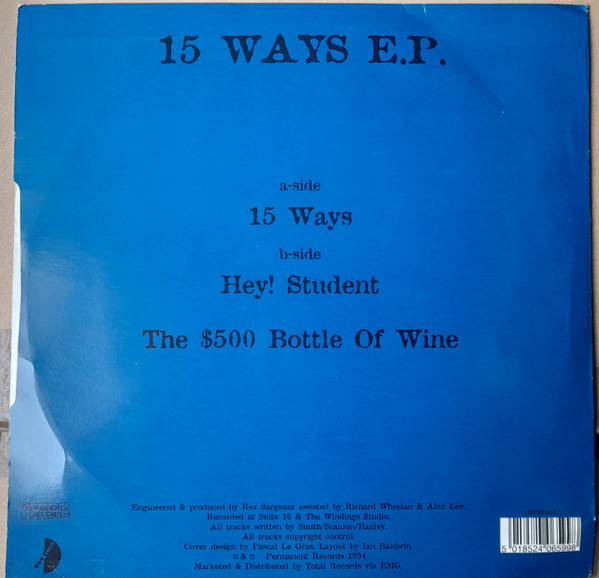 15 WAYS E.P.
a-side
15 Ways
b-side
Hey! Student
The $500 Bottle Of Wine
Engineered & produced by Rex Sargeant assisted by Richard Wheelan & Alex Lee.
Recorded at Suite 16 & The Windings Studio.
All tracks written by Smith/Scanlon/Hanley.
All tracks copyright control.
Cover design by Pascal Le Gras. Layout by Ian Baldwin.
© & ℗ Permanent Records 1994.
Marketed & Distributed by Total Records via BMG.
PERMANENT
RECORDS
5 018524 065998